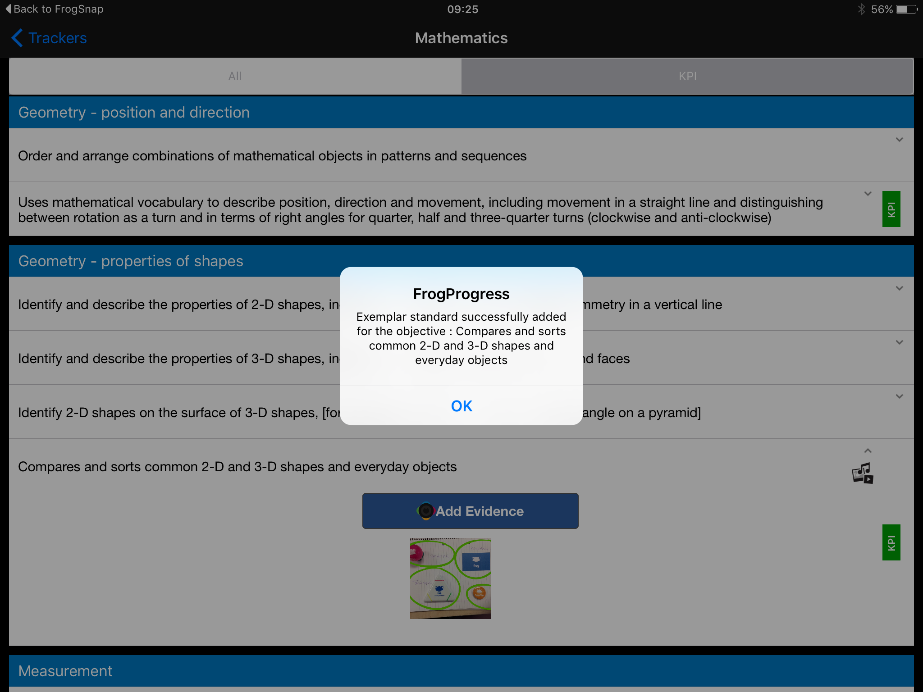 Back to FrogSnap
09:25
56%
Trackers
Mathematics
All
KPI
Geometry - position and direction
Order and arrange combinations of mathematical objects in patterns and sequences
Uses mathematical vocabulary to describe position, direction and movement, including movement in a straight line and distinguishing
between rotation as a turn and in terms of right angles for quarter, half and three-quarter turns (clockwise and anti-clockwise)
KPI
Geometry - properties of shapes
Identify and describe the properties of 2-D shapes, in
mmetry in a vertical line
Identify and describe the properties of 3-D shapes, in
nd faces
Identify 2-D shapes on the surface of 3-D shapes, [for
angle on a pyramid]
FrogProgress
Exemplar standard successfully added
for the objective : Compares and sorts
common 2-D and 3-D shapes and
everyday objects
OK
Compares and sorts common 2-D and 3-D shapes and everyday objects
Add Evidence
KPI
Measurement